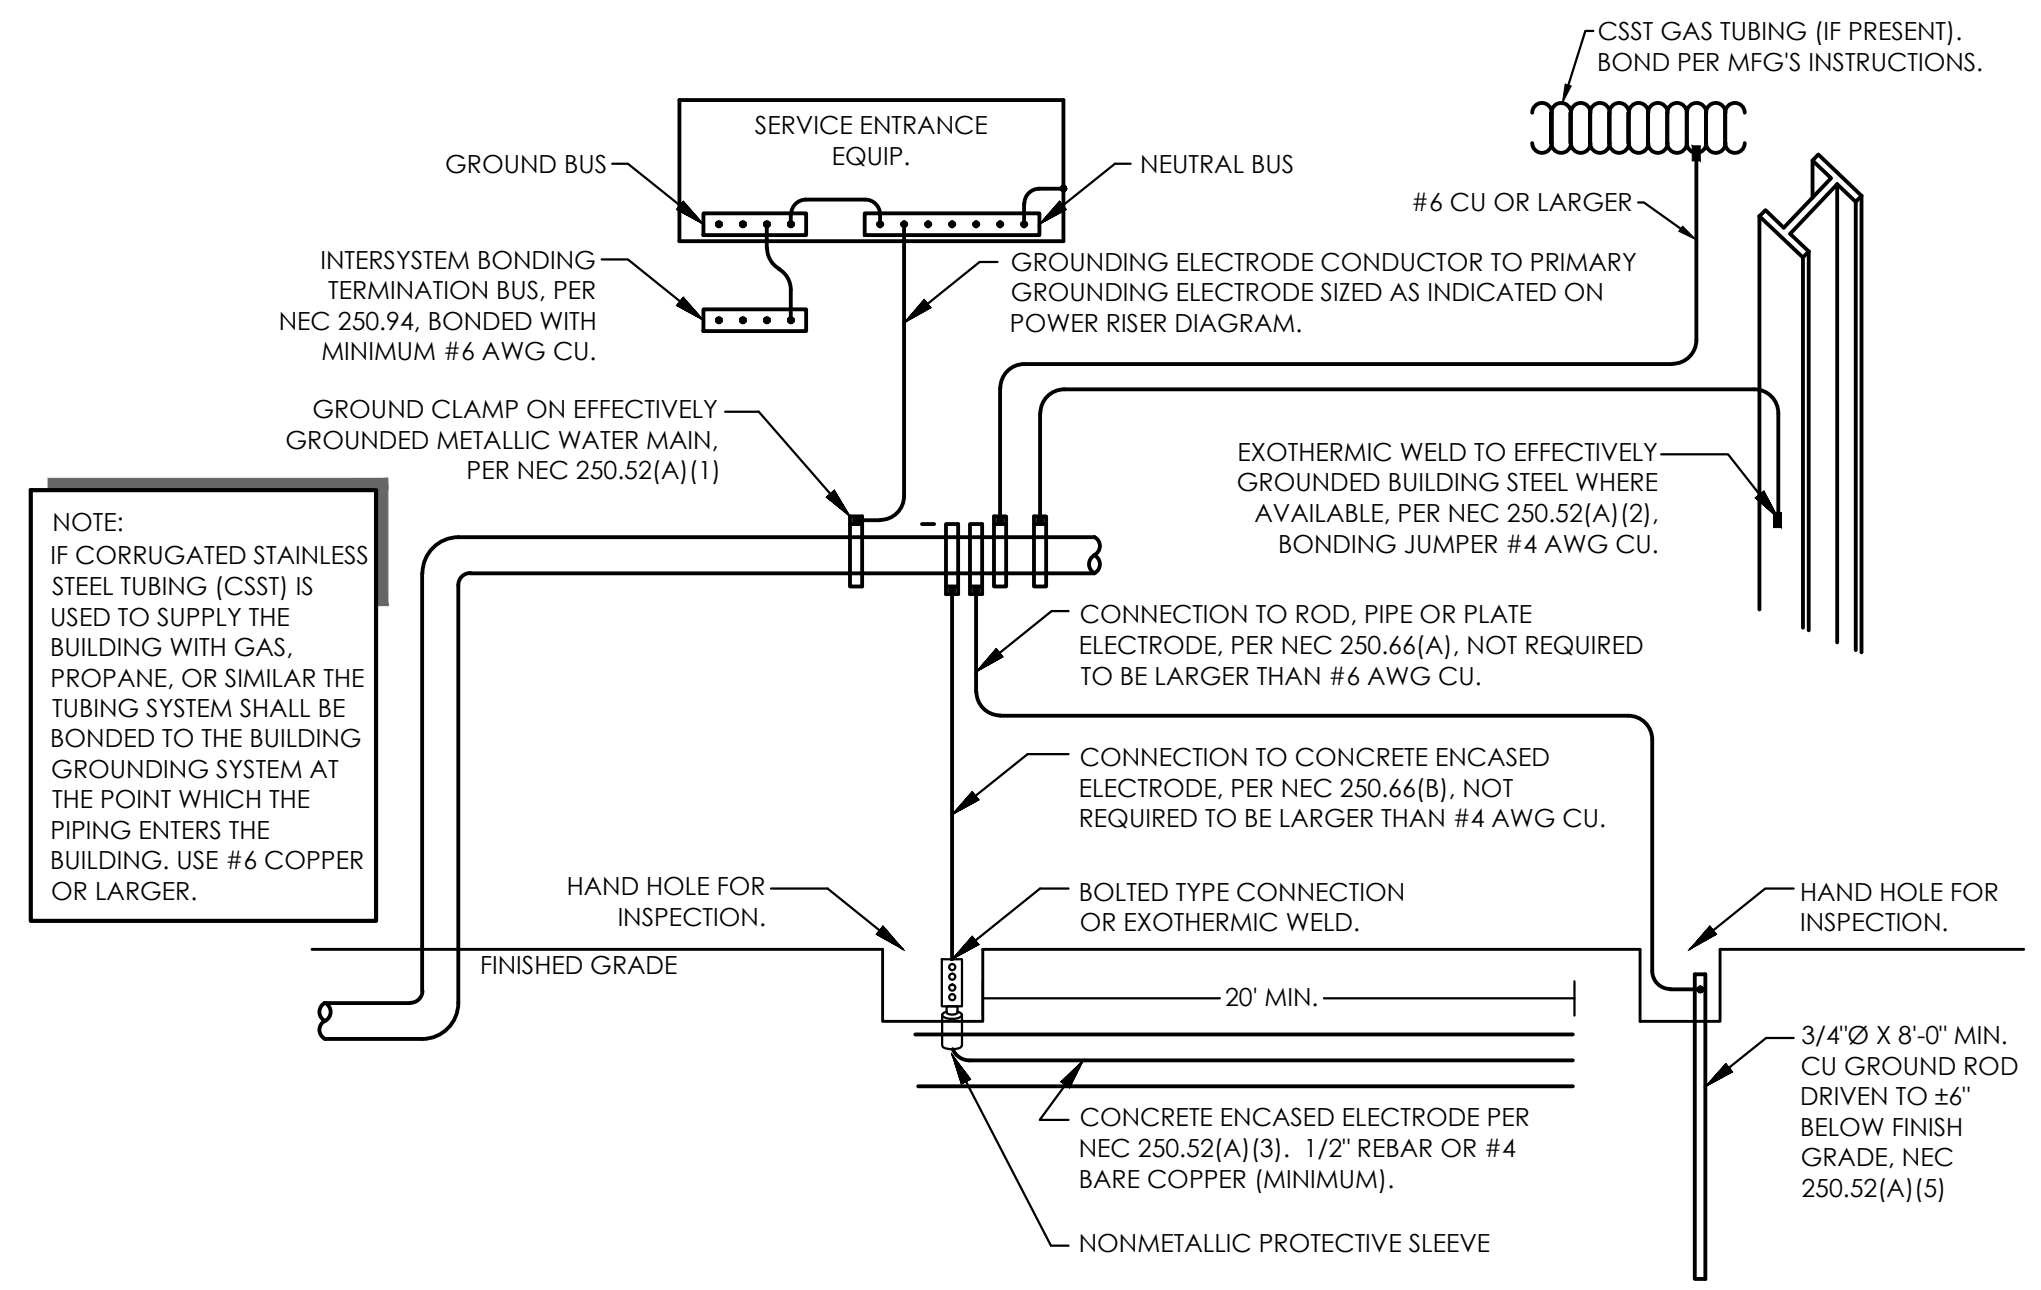 CSST GAS TUBING (IF PRESENT).
BOND PER MFG'S INSTRUCTIONS.
SERVICE ENTRANCE
EQUIP.
GROUND BUS
NEUTRAL BUS
#6 CU OR LARGER
INTERSYSTEM BONDING
TERMINATION BUS, PER
NEC 250.94, BONDED WITH
MINIMUM #6 AWG CU.
GROUNDING ELECTRODE CONDUCTOR TO PRIMARY
GROUNDING ELECTRODE SIZED AS INDICATED ON
POWER RISER DIAGRAM.
GROUND CLAMP ON EFFECTIVELY
GROUNDED METALLIC WATER MAIN,
PER NEC 250.52(A)(1)
EXOTHERMIC WELD TO EFFECTIVELY
GROUNDED BUILDING STEEL WHERE
AVAILABLE, PER NEC 250.52(A)(2),
BONDING JUMPER #4 AWG CU.
NOTE:
IF CORRUGATED STAINLESS
STEEL TUBING (CSST) IS
USED TO SUPPLY THE
BUILDING WITH GAS,
PROPANE, OR SIMILAR THE
TUBING SYSTEM SHALL BE
BONDED TO THE BUILDING
GROUNDING SYSTEM AT
THE POINT WHICH THE
PIPING ENTERS THE
BUILDING. USE #6 COPPER
OR LARGER.
CONNECTION TO ROD, PIPE OR PLATE
ELECTRODE, PER NEC 250.66(A), NOT REQUIRED
TO BE LARGER THAN #6 AWG CU.
CONNECTION TO CONCRETE ENCASED
ELECTRODE, PER NEC 250.66(B), NOT
REQUIRED TO BE LARGER THAN #4 AWG CU.
HAND HOLE FOR
INSPECTION.
BOLTED TYPE CONNECTION
OR EXOTHERMIC WELD.
HAND HOLE FOR
INSPECTION.
FINISHED GRADE
20' MIN.
3/4"Ø X 8'-0" MIN.
CU GROUND ROD
DRIVEN TO ±6"
BELOW FINISH
GRADE, NEC
250.52(A)(5)
CONCRETE ENCASED ELECTRODE PER
NEC 250.52(A)(3). 1/2" REBAR OR #4
BARE COPPER (MINIMUM).
NONMETALLIC PROTECTIVE SLEEVE